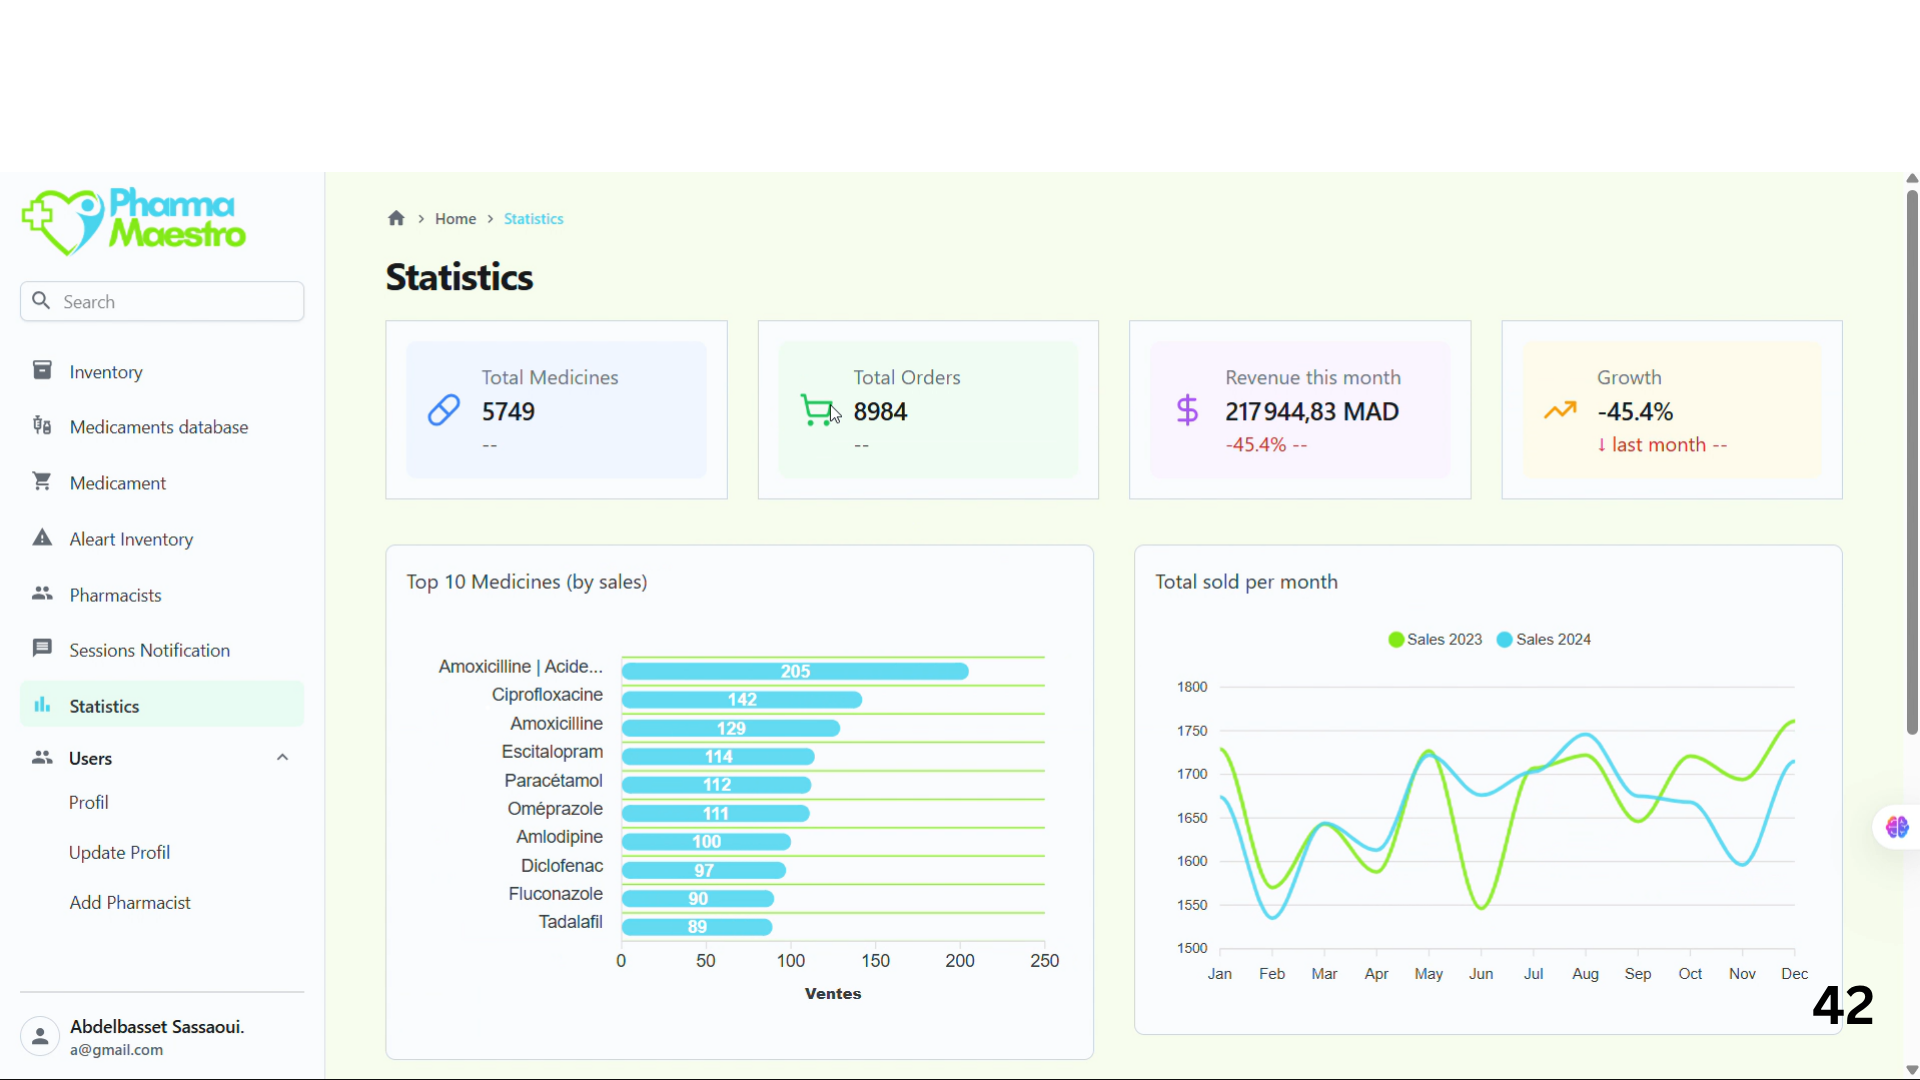 Pharma
Maestro
Search
Inventory
Medicaments database
Medicament
Aleart Inventory
Pharmacists
Sessions Notification
Statistics
Users
Profil
Update Profil
Add Pharmacist
Abdelbasset Sassaoui.
a@gmail.com
Home
Statistics
Statistics
Total Medicines
5749
--
Total Orders
8984
--
Revenue this month
217 944,83 MAD
-45.4% --
Growth
-45.4%
↓ last month --
Top 10 Medicines (by sales)
Amoxicilline | Acide... 205
Ciprofloxacine 142
Amoxicilline 129
Escitalopram 114
Paracétamol 112
Oméprazole 111
Amlodipine 100
Diclofenac 97
Fluconazole 90
Tadalafil 89
0 50 100 150 200 250
Ventes
Total sold per month
Sales 2023 Sales 2024
1800
1750
1700
1650
1600
1550
1500
Jan Feb Mar Apr May Jun Jul Aug Sep Oct Nov Dec
42